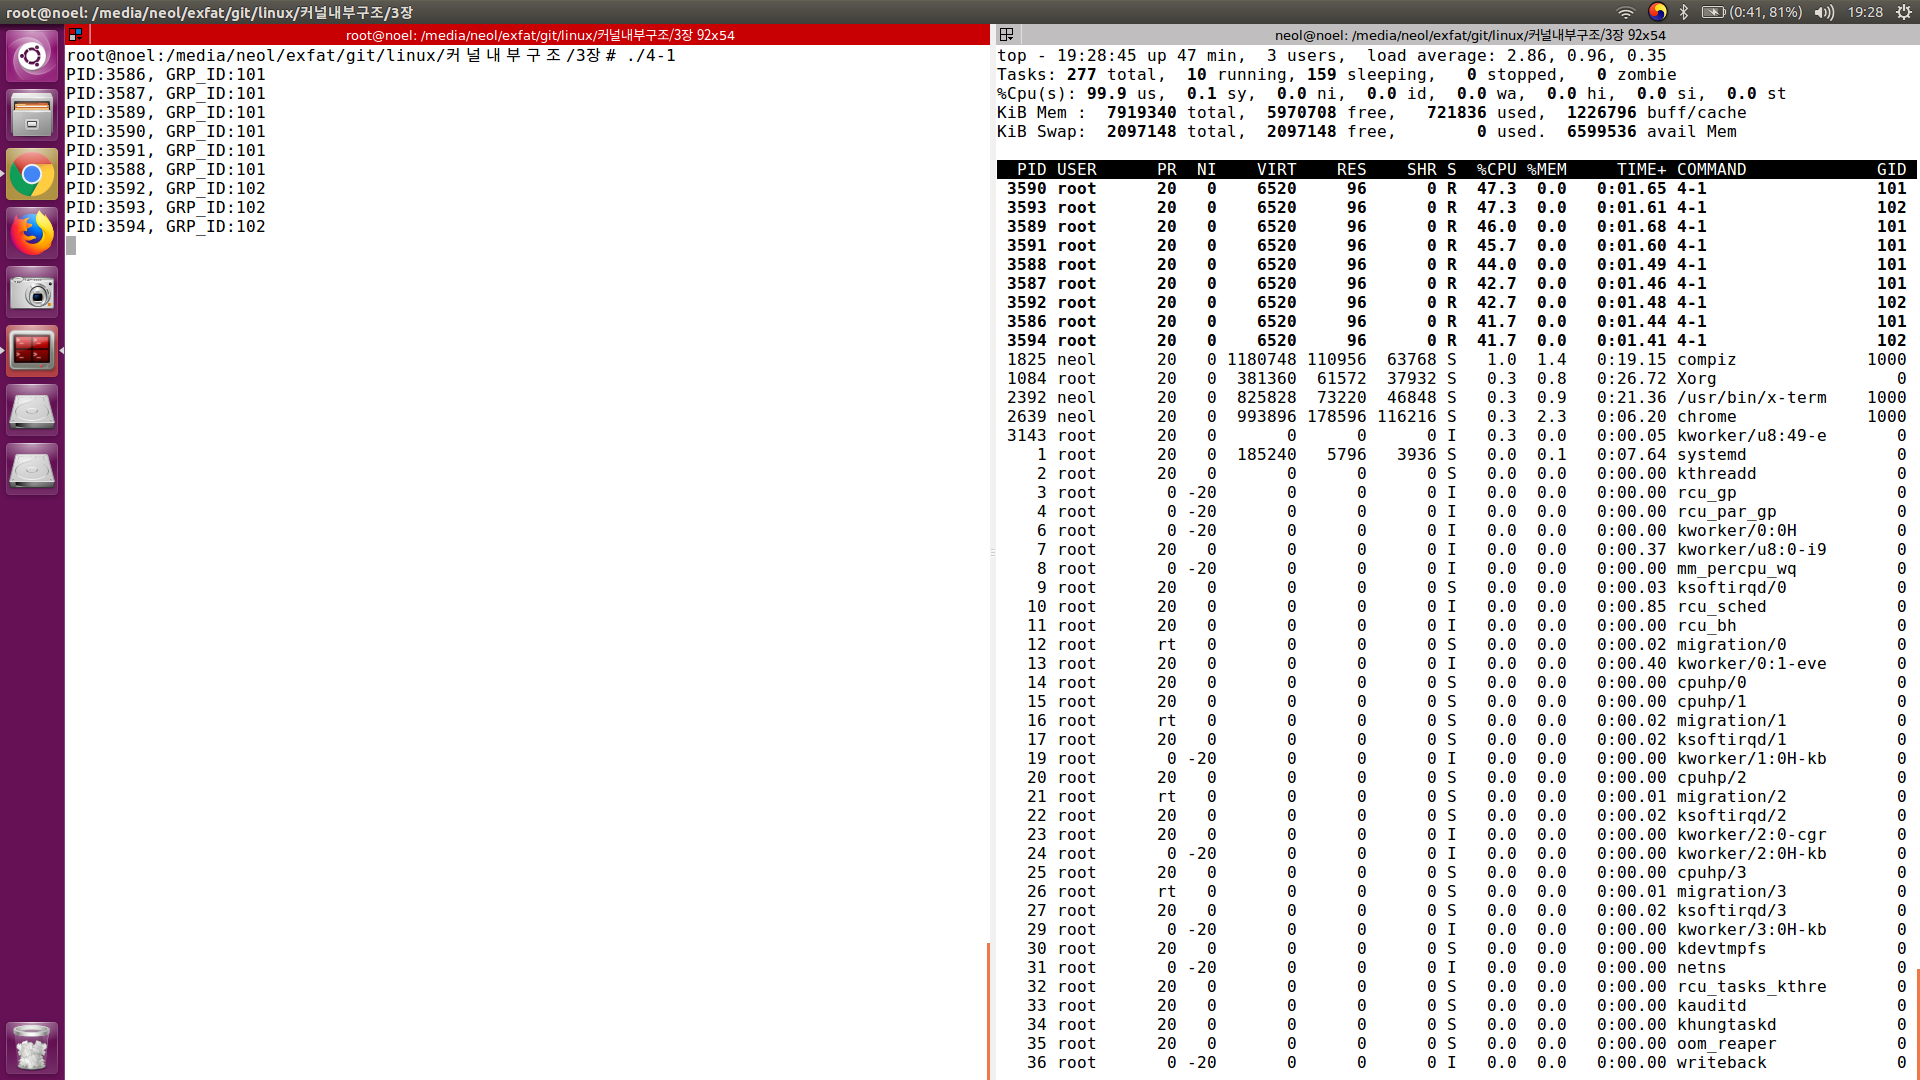 root@noel: /media/neol/exfat/git/linux/커널내부구조/3장
(0:41, 81%)
19:28
root@noel: /media/neol/exfat/git/linux/커널내부구조/3장 92x54
root@noel:/media/neol/exfat/git/linux/커널내부구조/3장# ./4-1
PID:3586, GRP_ID:101
PID:3587, GRP_ID:101
PID:3589, GRP_ID:101
PID:3590, GRP_ID:101
PID:3591, GRP_ID:101
PID:3588, GRP_ID:101
PID:3592, GRP_ID:102
PID:3593, GRP_ID:102
PID:3594, GRP_ID:102
neol@noel: /media/neol/exfat/git/linux/커널내부구조/3장 92x54
top - 19:28:45 up 47 min,  3 users,  load average: 2.86, 0.96, 0.35
Tasks: 277 total,  10 running, 159 sleeping,   0 stopped,   0 zombie
%Cpu(s): 99.9 us,  0.1 sy,  0.0 ni,  0.0 id,  0.0 wa,  0.0 hi,  0.0 si,  0.0 st
KiB Mem :  7919340 total,  5970708 free,   721836 used,  1226796 buff/cache
KiB Swap:  2097148 total,  2097148 free,        0 used.  6599536 avail Mem
PID USER PR NI VIRT RES SHR S %CPU %MEM TIME+ COMMAND GID
3590 root 20 0 6520 96 0 R 47.3 0.0 0:01.65 4-1 101
3593 root 20 0 6520 96 0 R 47.3 0.0 0:01.61 4-1 102
3589 root 20 0 6520 96 0 R 46.0 0.0 0:01.68 4-1 101
3591 root 20 0 6520 96 0 R 45.7 0.0 0:01.60 4-1 101
3588 root 20 0 6520 96 0 R 44.0 0.0 0:01.49 4-1 101
3587 root 20 0 6520 96 0 R 42.7 0.0 0:01.46 4-1 101
3592 root 20 0 6520 96 0 R 42.7 0.0 0:01.48 4-1 102
3586 root 20 0 6520 96 0 R 41.7 0.0 0:01.44 4-1 101
3594 root 20 0 6520 96 0 R 41.7 0.0 0:01.41 4-1 102
1825 neol 20 0 1180748 110956 63768 S 1.0 1.4 0:19.15 compiz 1000
1084 root 20 0 381360 61572 37932 S 0.3 0.8 0:26.72 Xorg 0
2392 neol 20 0 825828 73220 46848 S 0.3 0.9 0:21.36 /usr/bin/x-term 1000
2639 neol 20 0 993896 178596 116216 S 0.3 2.3 0:06.20 chrome 1000
3143 root 20 0 0 0 0 I 0.3 0.0 0:00.05 kworker/u8:49-e 0
1 root 20 0 185240 5796 3936 S 0.0 0.1 0:07.64 systemd 0
2 root 20 0 0 0 0 S 0.0 0.0 0:00.00 kthreadd 0
3 root 0 -20 0 0 0 I 0.0 0.0 0:00.00 rcu_gp 0
4 root 0 -20 0 0 0 I 0.0 0.0 0:00.00 rcu_par_gp 0
6 root 0 -20 0 0 0 I 0.0 0.0 0:00.00 kworker/0:0H 0
7 root 20 0 0 0 0 I 0.0 0.0 0:00.37 kworker/u8:0-i9 0
8 root 0 -20 0 0 0 I 0.0 0.0 0:00.00 mm_percpu_wq 0
9 root 20 0 0 0 0 S 0.0 0.0 0:00.03 ksoftirqd/0 0
10 root 20 0 0 0 0 I 0.0 0.0 0:00.85 rcu_sched 0
11 root 20 0 0 0 0 I 0.0 0.0 0:00.00 rcu_bh 0
12 root rt 0 0 0 0 S 0.0 0.0 0:00.02 migration/0 0
13 root 20 0 0 0 0 I 0.0 0.0 0:00.40 kworker/0:1-eve 0
14 root 20 0 0 0 0 S 0.0 0.0 0:00.00 cpuhp/0 0
15 root 20 0 0 0 0 S 0.0 0.0 0:00.00 cpuhp/1 0
16 root rt 0 0 0 0 S 0.0 0.0 0:00.02 migration/1 0
17 root 20 0 0 0 0 S 0.0 0.0 0:00.02 ksoftirqd/1 0
19 root 0 -20 0 0 0 I 0.0 0.0 0:00.00 kworker/1:0H-kb 0
20 root 20 0 0 0 0 S 0.0 0.0 0:00.00 cpuhp/2 0
21 root rt 0 0 0 0 S 0.0 0.0 0:00.01 migration/2 0
22 root 20 0 0 0 0 S 0.0 0.0 0:00.02 ksoftirqd/2 0
23 root 20 0 0 0 0 I 0.0 0.0 0:00.00 kworker/2:0-cgr 0
24 root 0 -20 0 0 0 I 0.0 0.0 0:00.00 kworker/2:0H-kb 0
25 root 20 0 0 0 0 S 0.0 0.0 0:00.00 cpuhp/3 0
26 root rt 0 0 0 0 S 0.0 0.0 0:00.01 migration/3 0
27 root 20 0 0 0 0 S 0.0 0.0 0:00.02 ksoftirqd/3 0
29 root 0 -20 0 0 0 I 0.0 0.0 0:00.00 kworker/3:0H-kb 0
30 root 20 0 0 0 0 S 0.0 0.0 0:00.00 kdevtmpfs 0
31 root 0 -20 0 0 0 I 0.0 0.0 0:00.00 netns 0
32 root 20 0 0 0 0 S 0.0 0.0 0:00.00 rcu_tasks_kthre 0
33 root 20 0 0 0 0 S 0.0 0.0 0:00.00 kauditd 0
34 root 20 0 0 0 0 S 0.0 0.0 0:00.00 khungtaskd 0
35 root 20 0 0 0 0 S 0.0 0.0 0:00.00 oom_reaper 0
36 root 0 -20 0 0 0 I 0.0 0.0 0:00.00 writeback 0